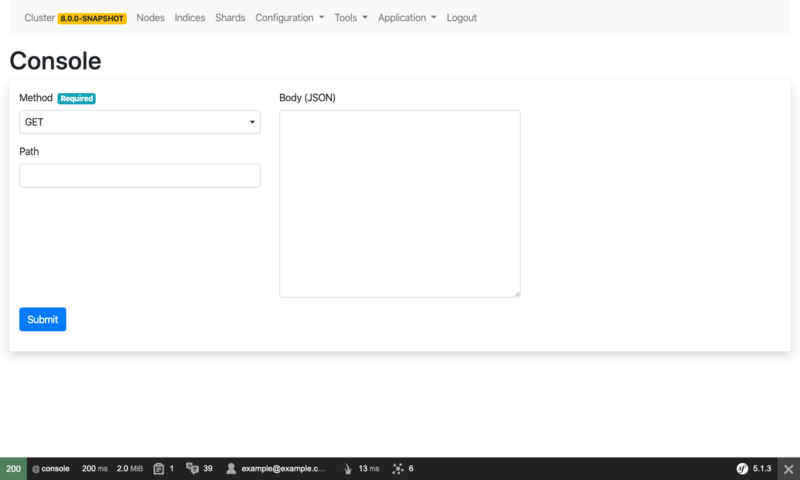 Cluster 8.0.0-SNAPSHOT Nodes Indices Shards Configuration Tools Application Logout
Console
Method Required
Body (JSON)
GET
Path
Submit
200 @ console 200 ms 2.0 MiB 1 39 example@example.c... 13 ms 6 sf 5.1.3